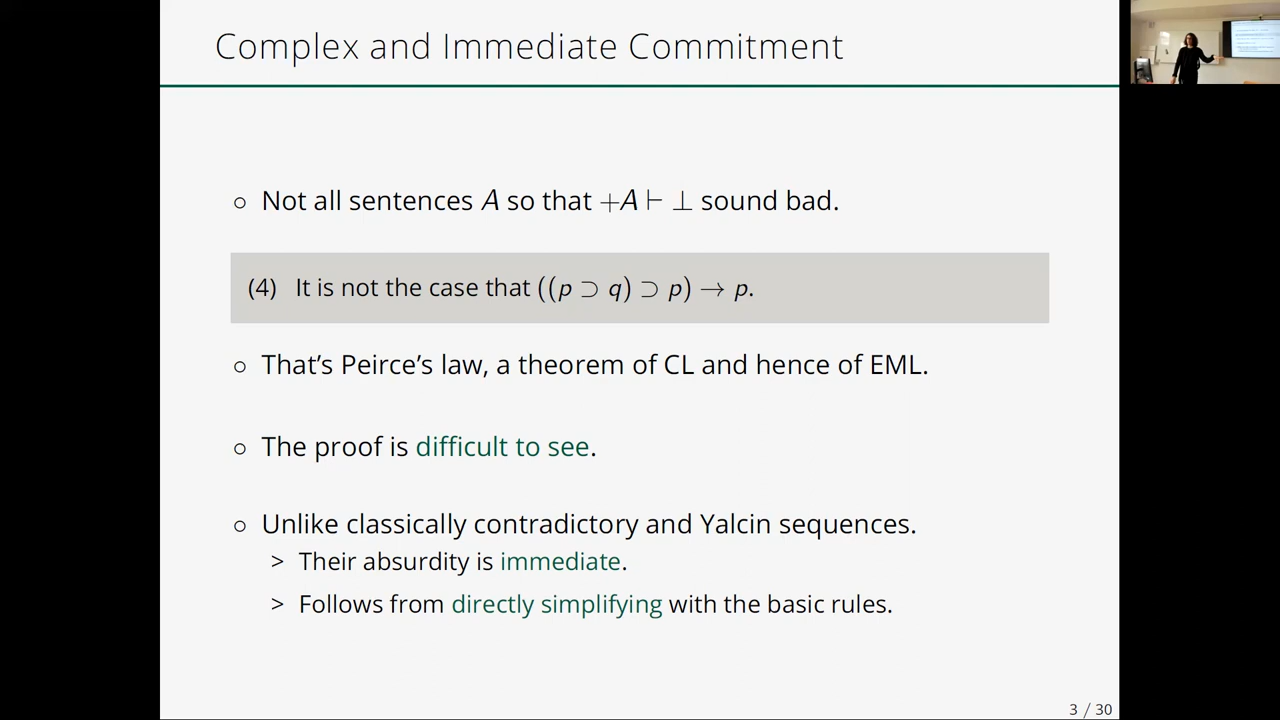 Complex and Immediate Commitment
○ Not all sentences A so that +A ⊢ ⊥ sound bad.
(4) It is not the case that ((p ⊃ q) ⊃ p) → p.
○ That's Peirce's law, a theorem of CL and hence of EML.
○ The proof is difficult to see.
○ Unlike classically contradictory and Yalcin sequences.
> Their absurdity is immediate.
> Follows from directly simplifying with the basic rules.
3 / 30